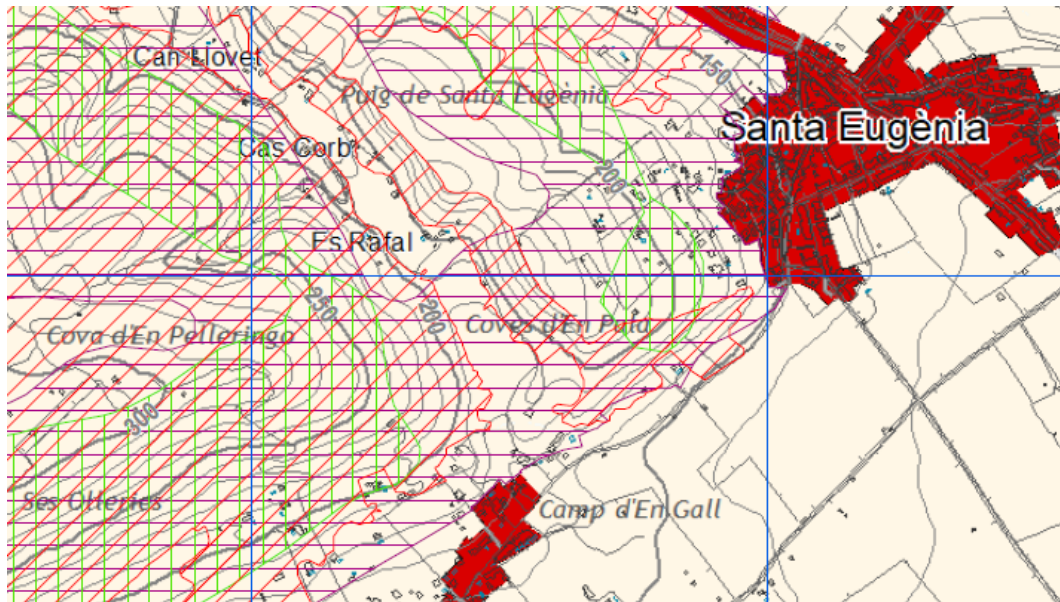 Can Llovet
150
Puig de Santa Eugènia
Santa Eugènia
Cas Corb
200
Es Rafal
250
200
Cova d'En Pelleringo
Coves d'En Pala
300
Ses Olleries
Camp d'En Gall